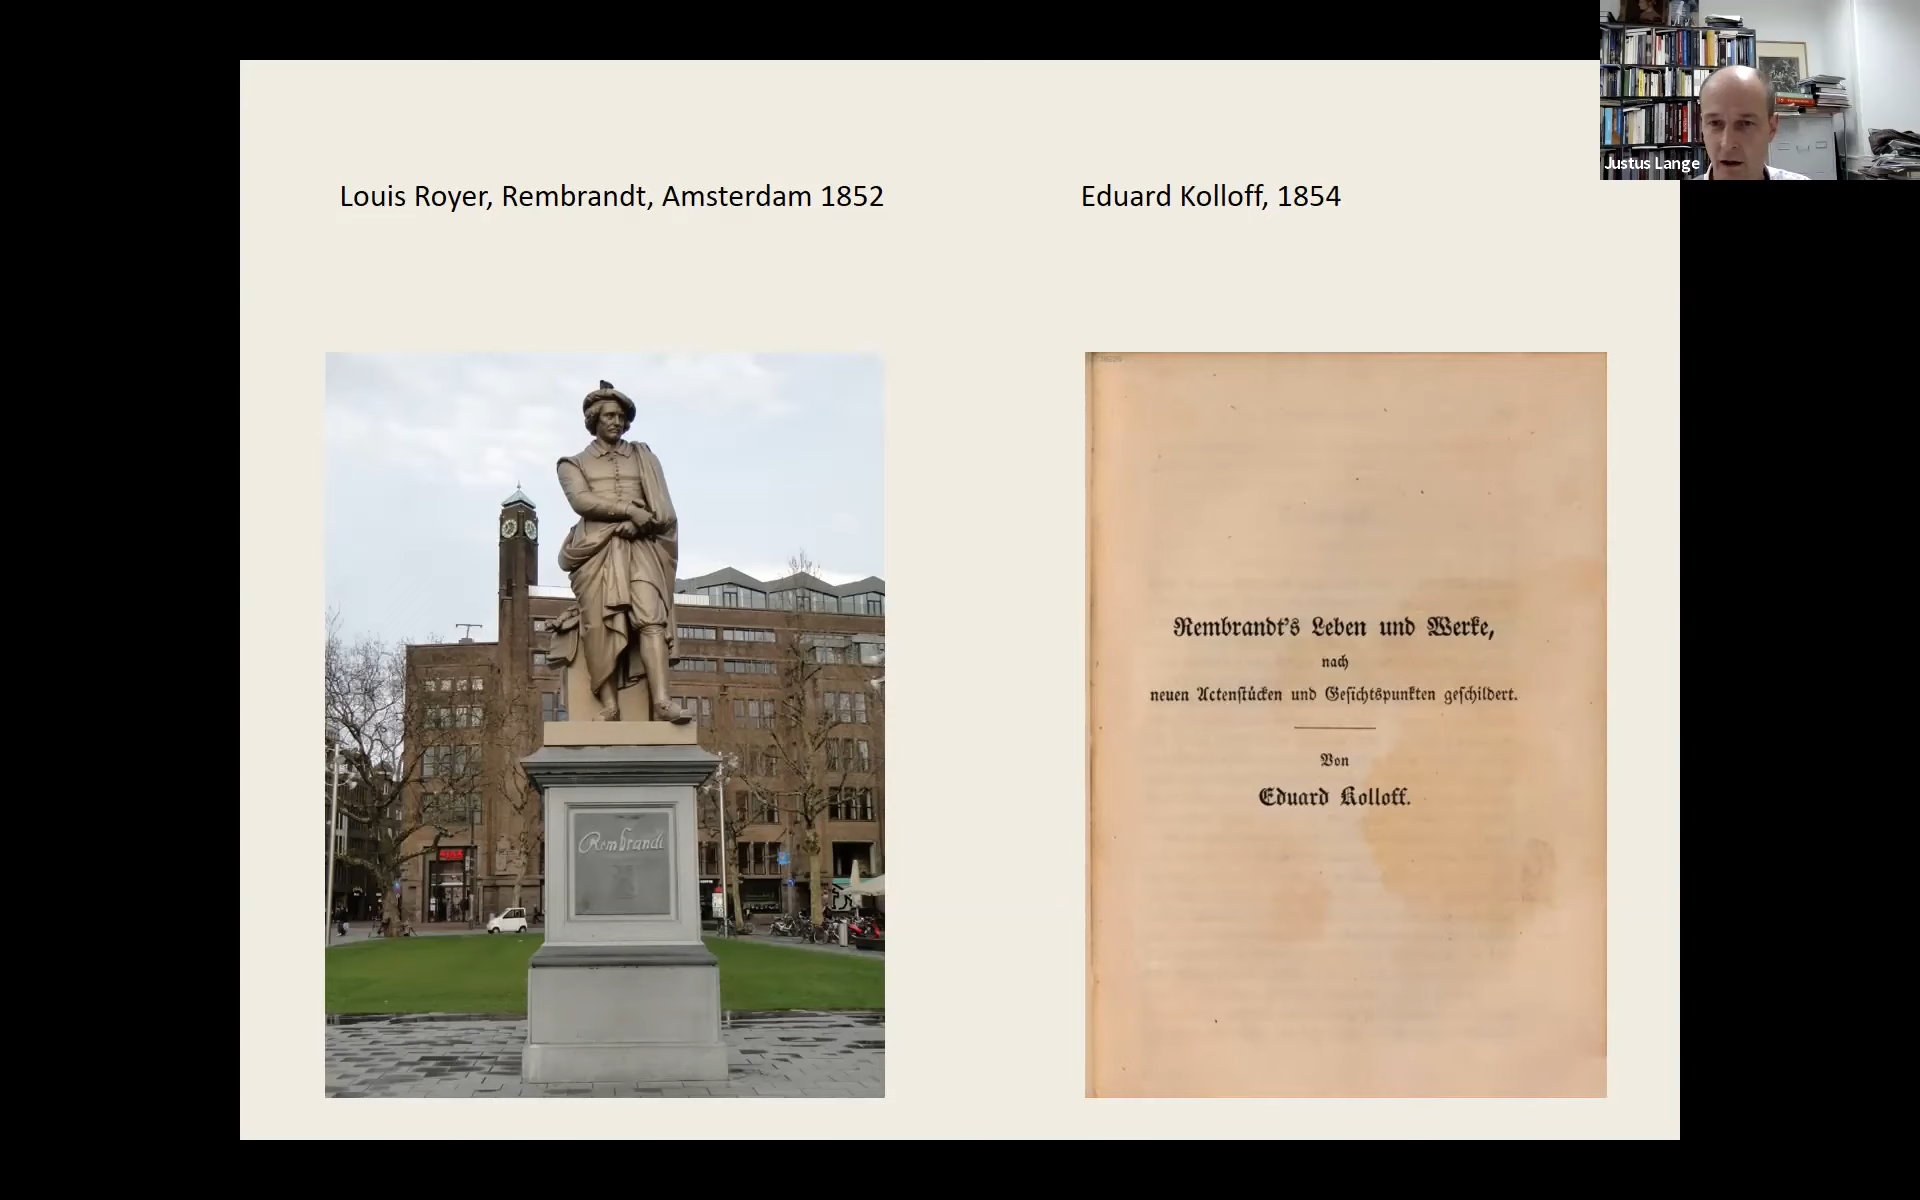 Louis Royer, Rembrandt, Amsterdam 1852
Eduard Kolloff, 1854
Justus Lange
Rembrandt
Rembrandt's Leben und Werke,
nach
neuen Actenſtücken und Geſichtspunkten geſchildert.
Von
Eduard Kolloff.